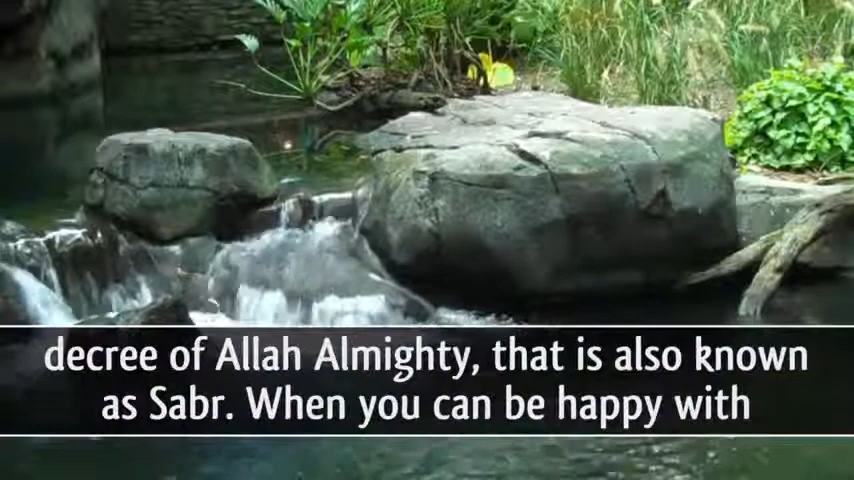 decree of Allah Almighty, that is also known
as Sabr. When you can be happy with